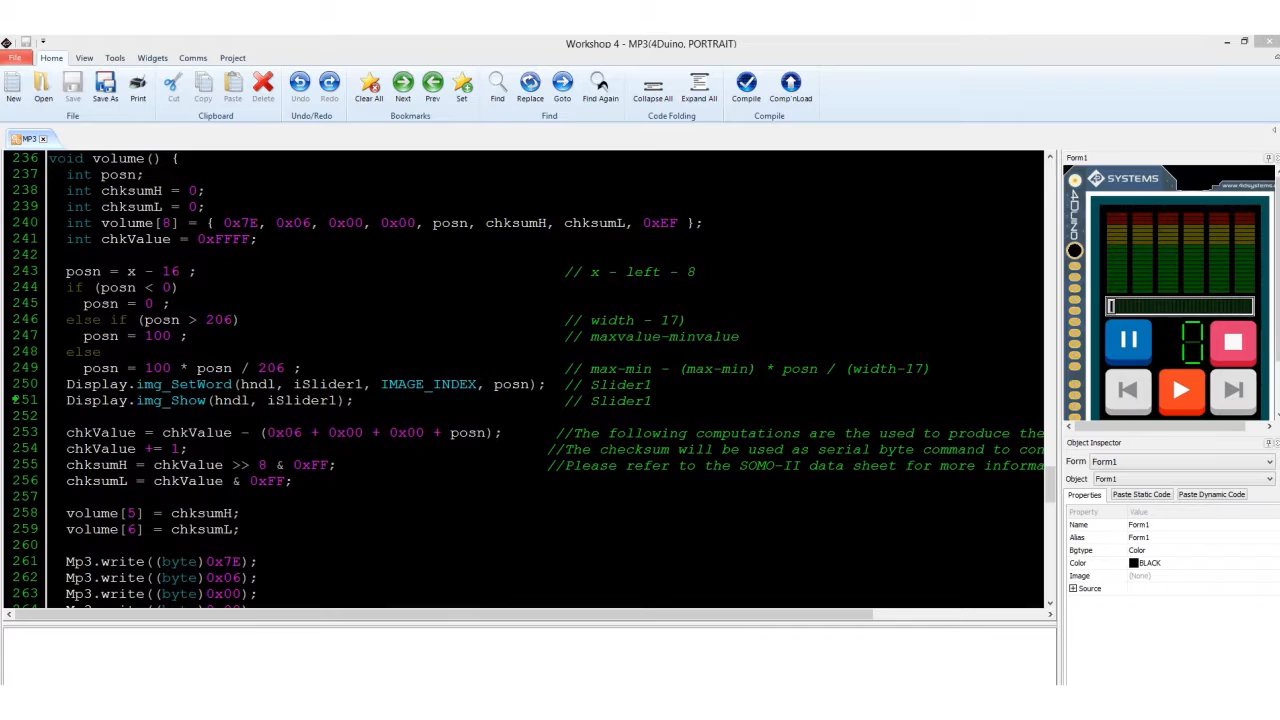 Workshop 4 - MP3(4Duino, PORTRAIT)
File Home View Tools Widgets Comms Project
New Open Save Save As Print Cut Copy Paste Delete Undo Redo Clear All Next Prev Set Find Replace Goto Find Again Collapse All Expand All Compile Comp'nLoad
File Clipboard Undo/Redo Bookmarks Find Code Folding Compile
MP3
236 void volume() {
237 int posn;
238 int chksumH = 0;
239 int chksumL = 0;
240 int volume[8] = { 0x7E, 0x06, 0x00, 0x00, posn, chksumH, chksumL, 0xEF };
241 int chkValue = 0xFFFF;
242
243 posn = x - 16 ; // x - left - 8
244 if (posn < 0)
245 posn = 0 ;
246 else if (posn > 206) // width - 17)
247 posn = 100 ; // maxvalue-minvalue
248 else
249 posn = 100 * posn / 206 ; // max-min - (max-min) * posn / (width-17)
250 Display.img_SetWord(hndl, iSlider1, IMAGE_INDEX, posn); // Slider1
251 Display.img_Show(hndl, iSlider1); // Slider1
252
253 chkValue = chkValue - (0x06 + 0x00 + 0x00 + posn); //The following computations are the used to produce the
254 chkValue += 1; //The checksum will be used as serial byte command to con
255 chksumH = chkValue >> 8 & 0xFF; //Please refer to the SOMO-II data sheet for more informa
256 chksumL = chkValue & 0xFF;
257
258 volume[5] = chksumH;
259 volume[6] = chksumL;
260
261 Mp3.write((byte)0x7E);
262 Mp3.write((byte)0x06);
263 Mp3.write((byte)0x00);
Form1
4D SYSTEMS
www.4dsystems.
4DUINO
Object Inspector
Form Form1
Object Form1
Properties Paste Static Code Paste Dynamic Code
Property Value
Name Form1
Alias Form1
Bgtype Color
Color BLACK
Image (None)
Source